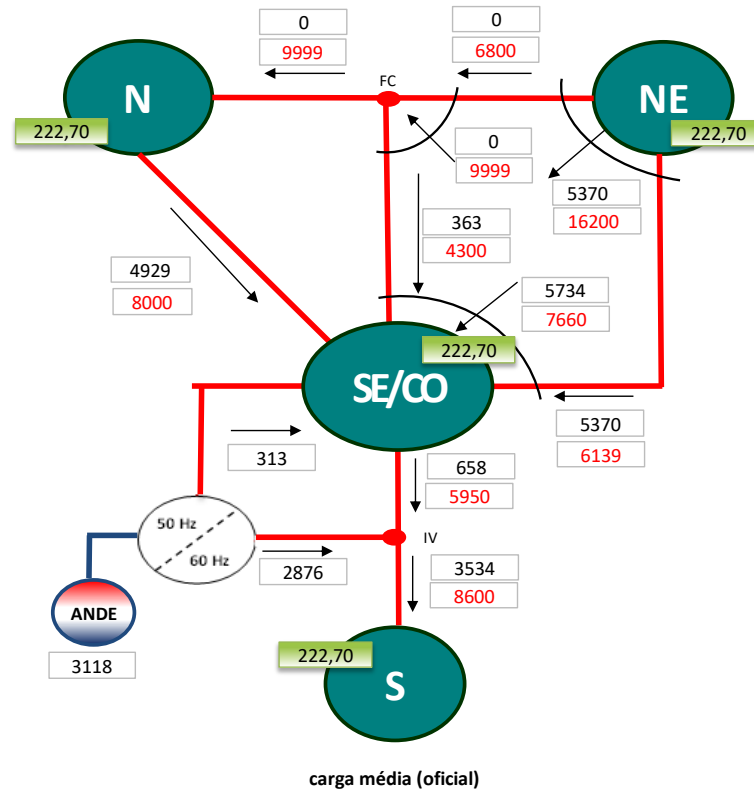 0
9999
0
6800
FC
N
NE
222,70
222,70
0
9999
5370
16200
363
4300
4929
8000
5734
7660
222,70
SE/CO
5370
6139
313
658
5950
50 Hz
60 Hz
IV
2876
3534
8600
ANDE
3118
222,70
S
carga média (oficial)